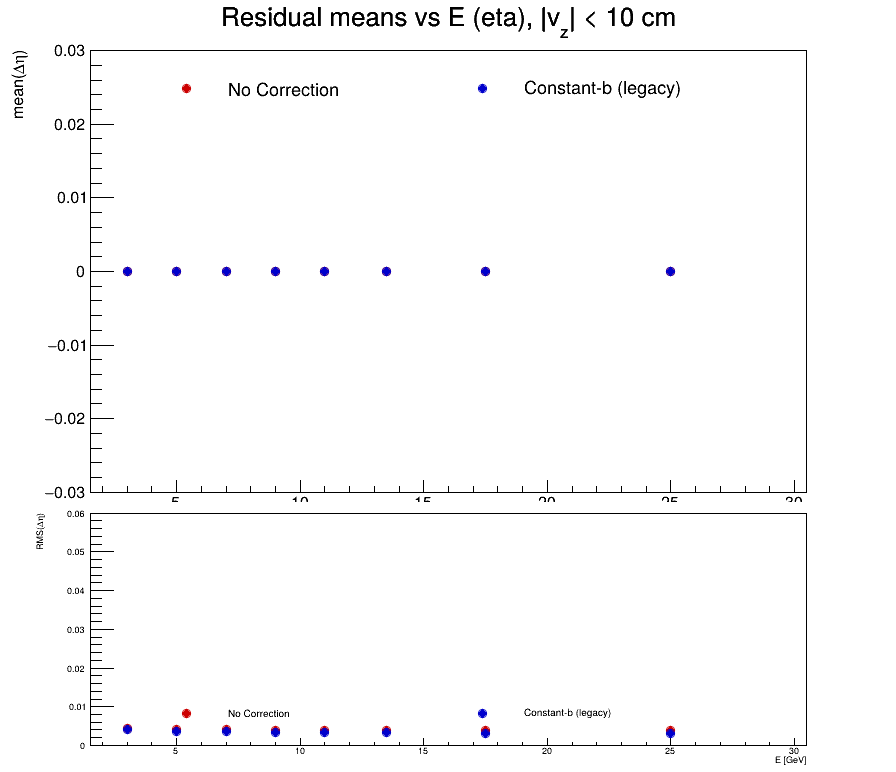 Residual means vs E (eta), |v_z| < 10 cm
mean(Δη)
0.03
No Correction
Constant-b (legacy)
0.02
0.01
0
−0.01
−0.02
−0.03
5 10 15 20 25 30
RMS(Δη)
0.06
0.05
0.04
0.03
0.02
0.01
No Correction
Constant-b (legacy)
0
5 10 15 20 25 30
E [GeV]